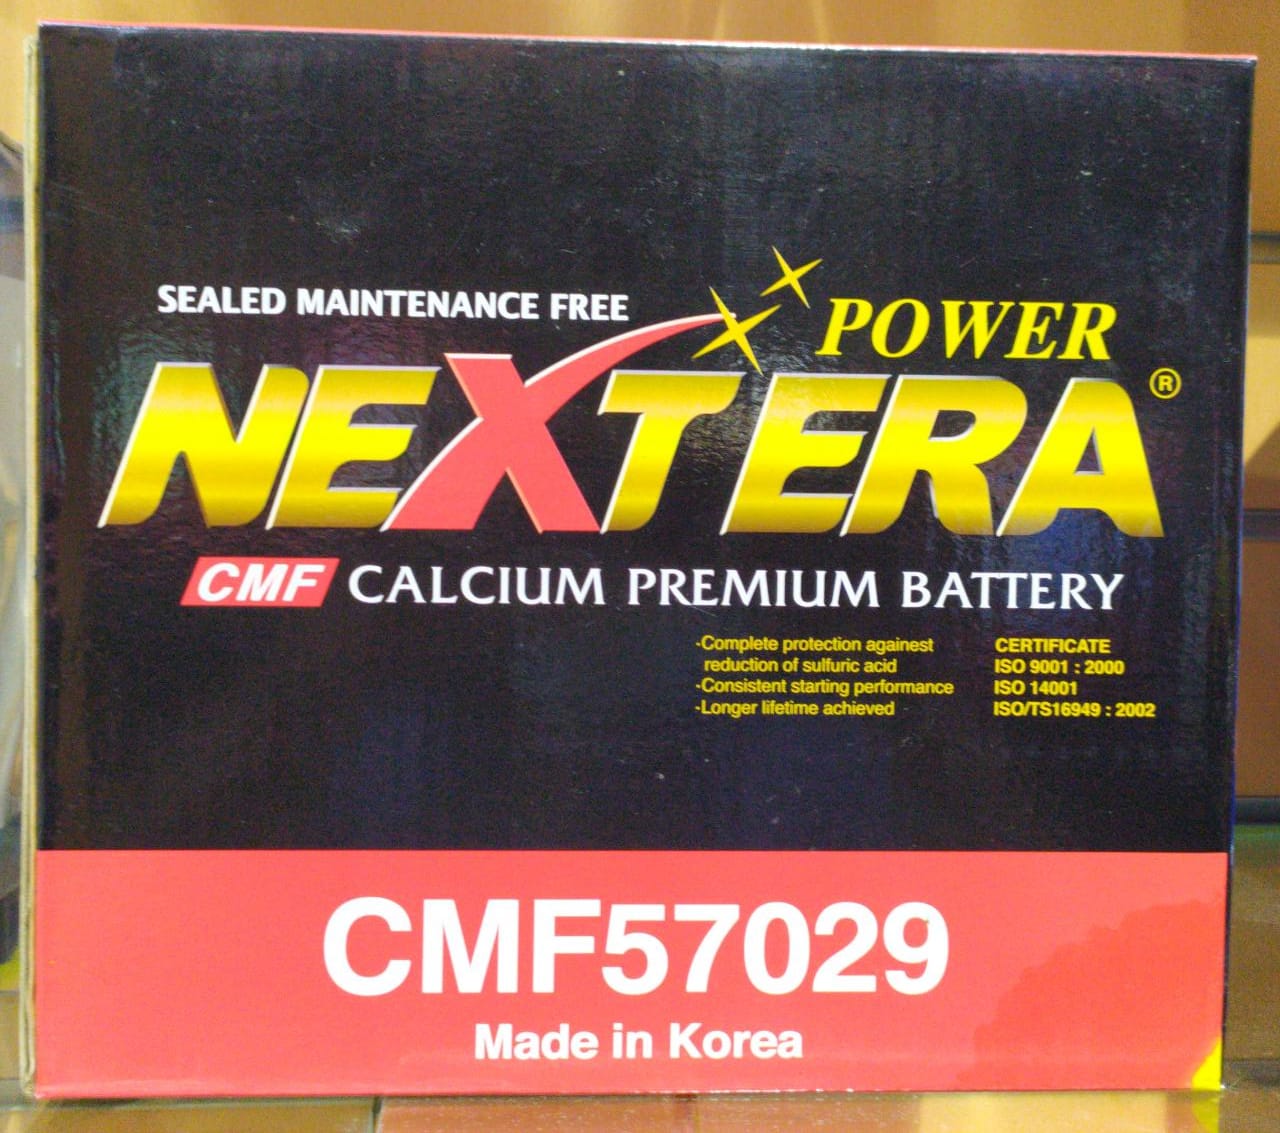 SEALED MAINTENANCE FREE
POWER
NEXTERA®
CMF CALCIUM PREMIUM BATTERY
·Complete protection againest
reduction of sulfuric acid
·Consistent starting performance
·Longer lifetime achieved
CERTIFICATE
ISO 9001 : 2000
ISO 14001
ISO/TS16949 : 2002
CMF57029
Made in Korea